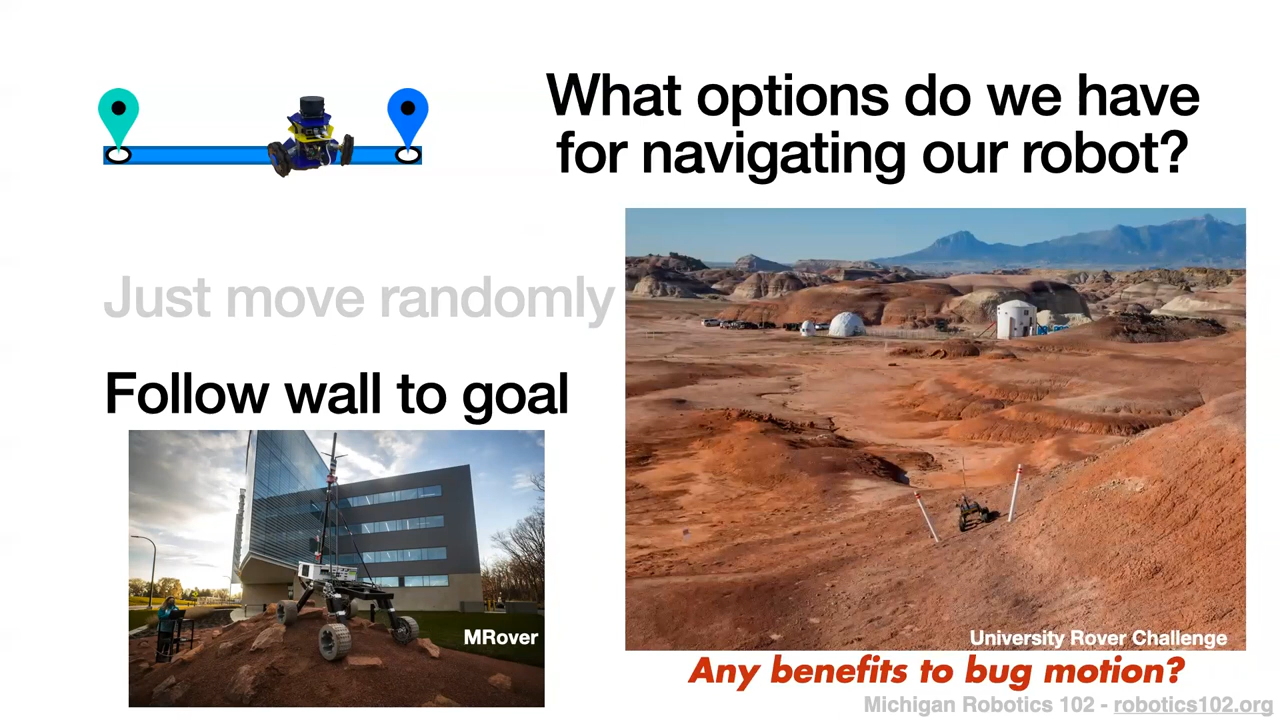 What options do we have
for navigating our robot?
Just move randomly
Follow wall to goal
MRover
University Rover Challenge
Any benefits to bug motion?
Michigan Robotics 102 - robotics102.org